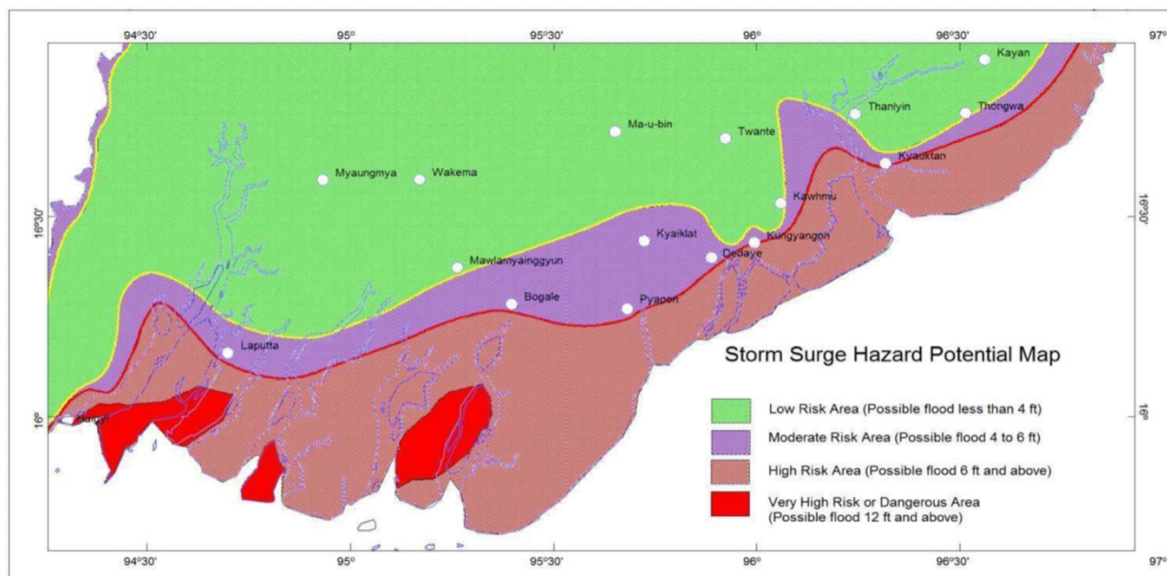 94°30'
95°
95°30'
96°
96°30'
97°
Kayan
Thanlyin
Thongwa
Ma-u-bin
Twante
Kyauktan
Myaungmya
Wakema
Kawhmu
16°30'
16°30'
Kyaiklat
Kungyangon
Dedaye
Mawlamyainggyun
Bogale
Pyapon
Laputta
Storm Surge Hazard Potential Map
Low Risk Area (Possible flood less than 4 ft)
16°
16°
Haigyi
Moderate Risk Area (Possible flood 4 to 6 ft)
High Risk Area (Possible flood 6 ft and above)
Very High Risk or Dangerous Area
(Possible flood 12 ft and above)
94°30'
95°
95°30'
96°
96°30'
97°